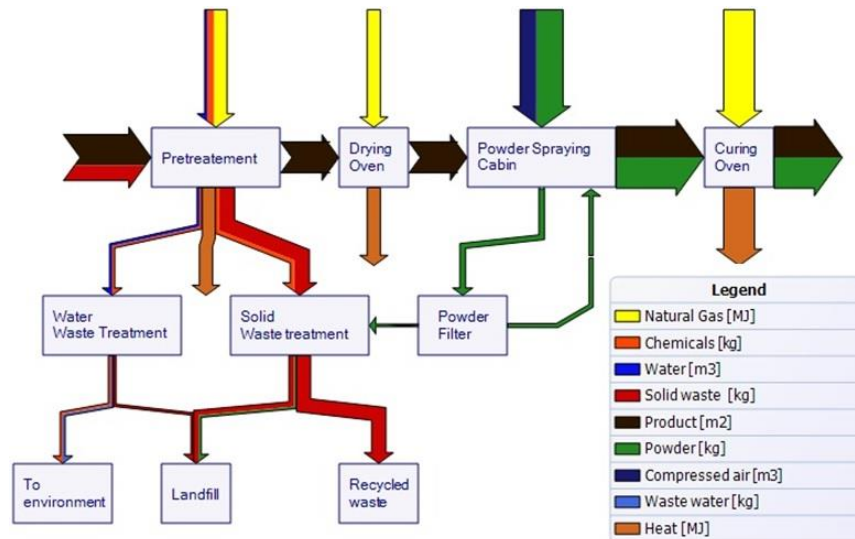 Pretreatement
Drying
Oven
Powder Spraying
Cabin
Curing
Oven
Water
Waste Treatment
Solid
Waste treatment
Powder
Filter
To
environment
Landfill
Recycled
waste
Legend
Natural Gas [MJ]
Chemicals [kg]
Water [m3]
Solid waste [kg]
Product [m2]
Powder [kg]
Compressed air [m3]
Waste water [kg]
Heat [MJ]